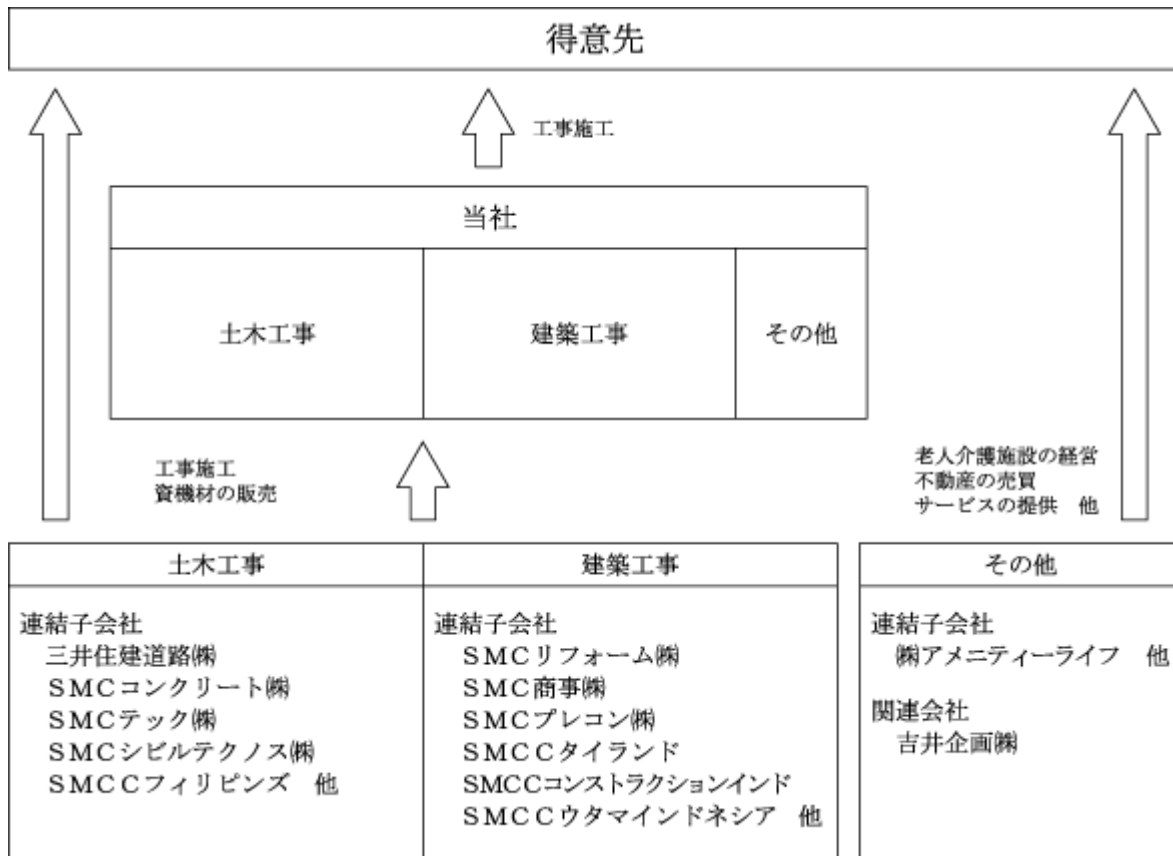 得意先
工事施工
当社
土木工事
建築工事
その他
工事施工
資機材の販売
老人介護施設の経営
不動産の売買
サービスの提供　他
土木工事
連結子会社
三井住建道路㈱
ＳＭＣコンクリート㈱
ＳＭＣテック㈱
ＳＭＣシビルテクノス㈱
ＳＭＣＣフィリピンズ　他
建築工事
連結子会社
ＳＭＣリフォーム㈱
ＳＭＣ商事㈱
ＳＭＣプレコン㈱
ＳＭＣＣタイランド
SMCCコンストラクションインド
ＳＭＣＣウタマインドネシア　他
その他
連結子会社
㈱アメニティーライフ　他
関連会社
吉井企画㈱